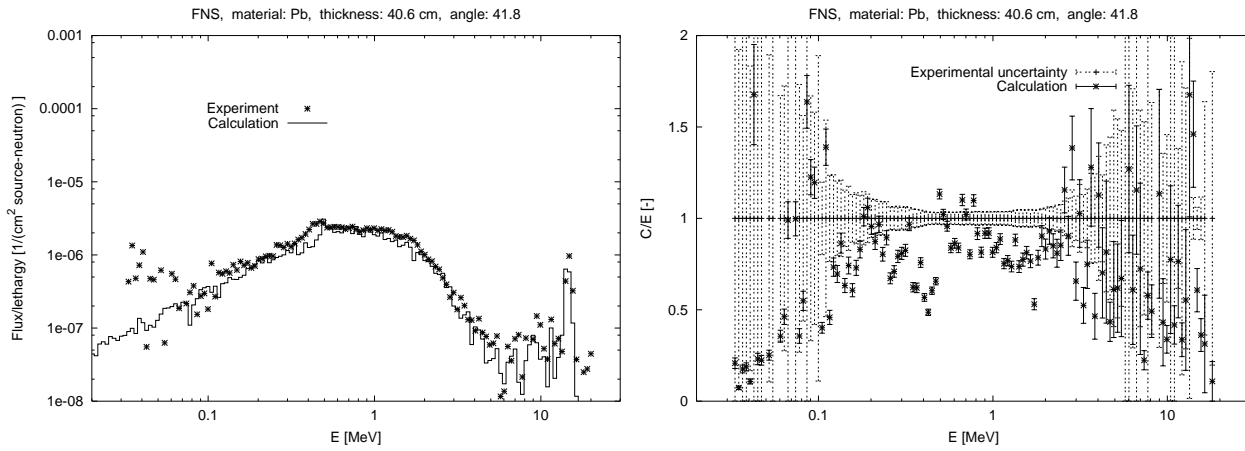 FNS, material: Pb, thickness: 40.6 cm, angle: 41.8
0.001
0.0001
1e-05
1e-06
1e-07
1e-08
0.1
1
10
E [MeV]
Flux/lethargy [1/(cm2 source-neutron) ]
Experiment
Calculation
FNS, material: Pb, thickness: 40.6 cm, angle: 41.8
2
1.5
1
0.5
0
0.1
1
10
E [MeV]
C/E [-]
Experimental uncertainty
Calculation